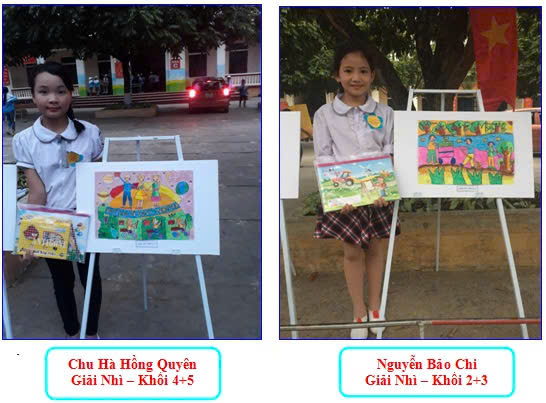 Chu Hà Hồng Quyên
Giải Nhì – Khối 4+5
Nguyễn Bảo Chi
Giải Nhì – Khối 2+3